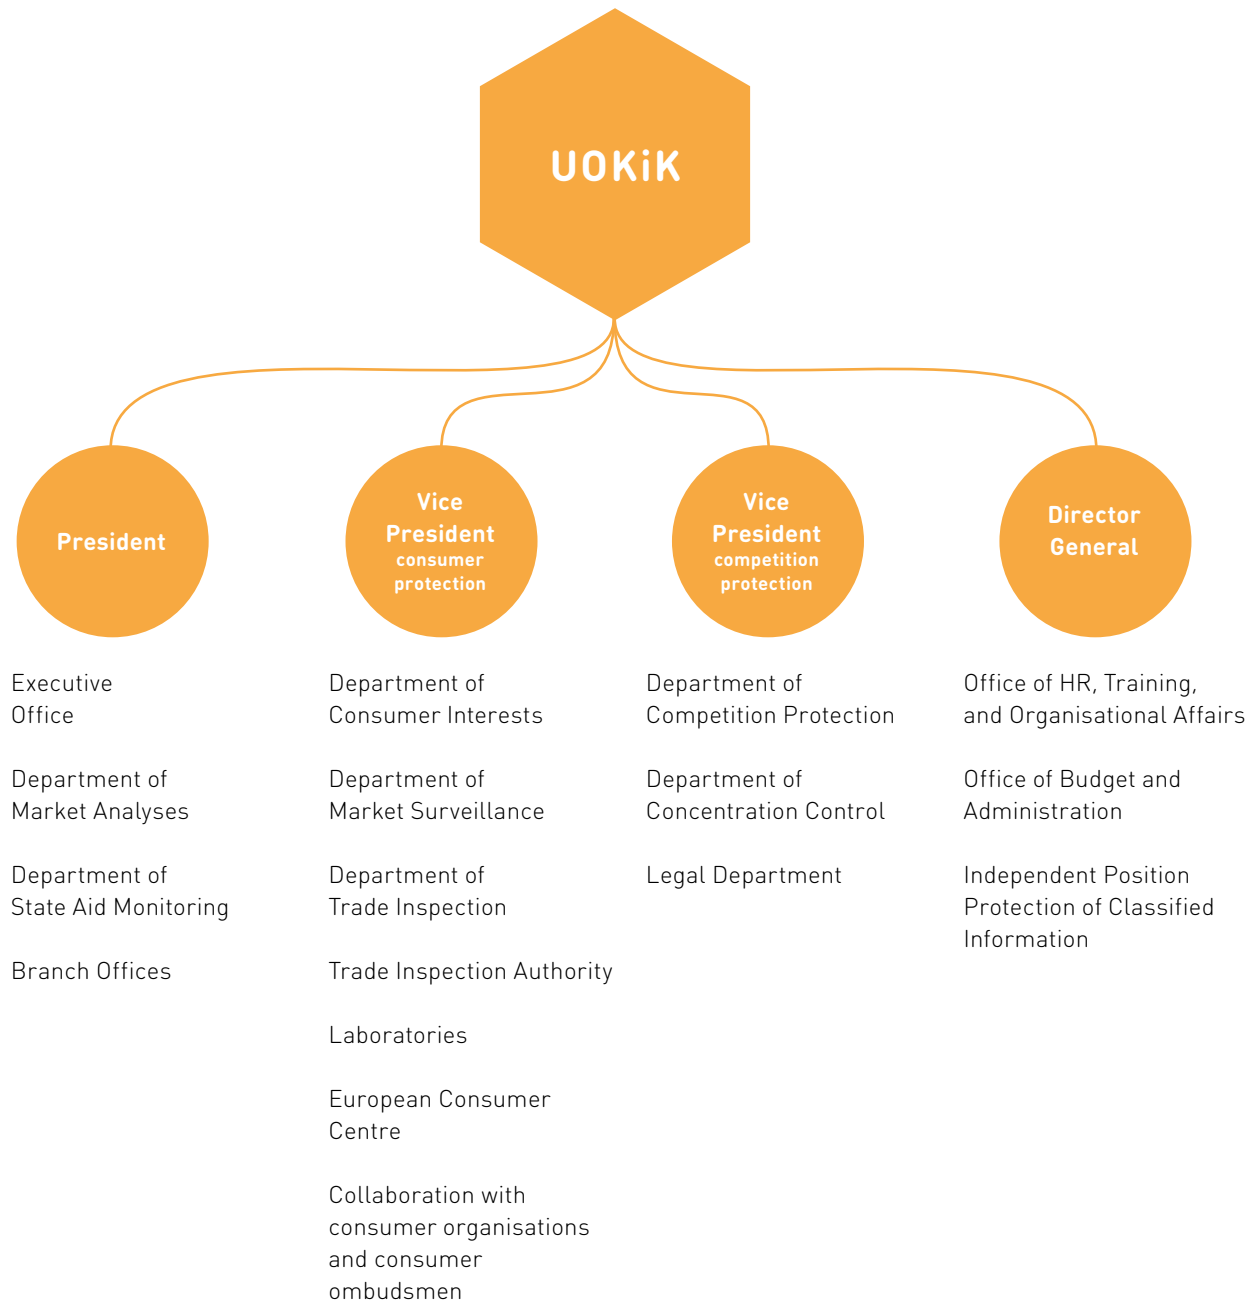 UOKiK
President
Vice
President
consumer
protection
Vice
President
competition
protection
Director
General
Executive
Office
Department of
Market Analyses
Department of
State Aid Monitoring
Branch Offices
Department of
Consumer Interests
Department of
Market Surveillance
Department of
Trade Inspection
Trade Inspection Authority
Laboratories
European Consumer
Centre
Collaboration with
consumer organisations
and consumer
ombudsmen
Department of
Competition Protection
Department of
Concentration Control
Legal Department
Office of HR, Training,
and Organisational Affairs
Office of Budget and
Administration
Independent Position
Protection of Classified
Information